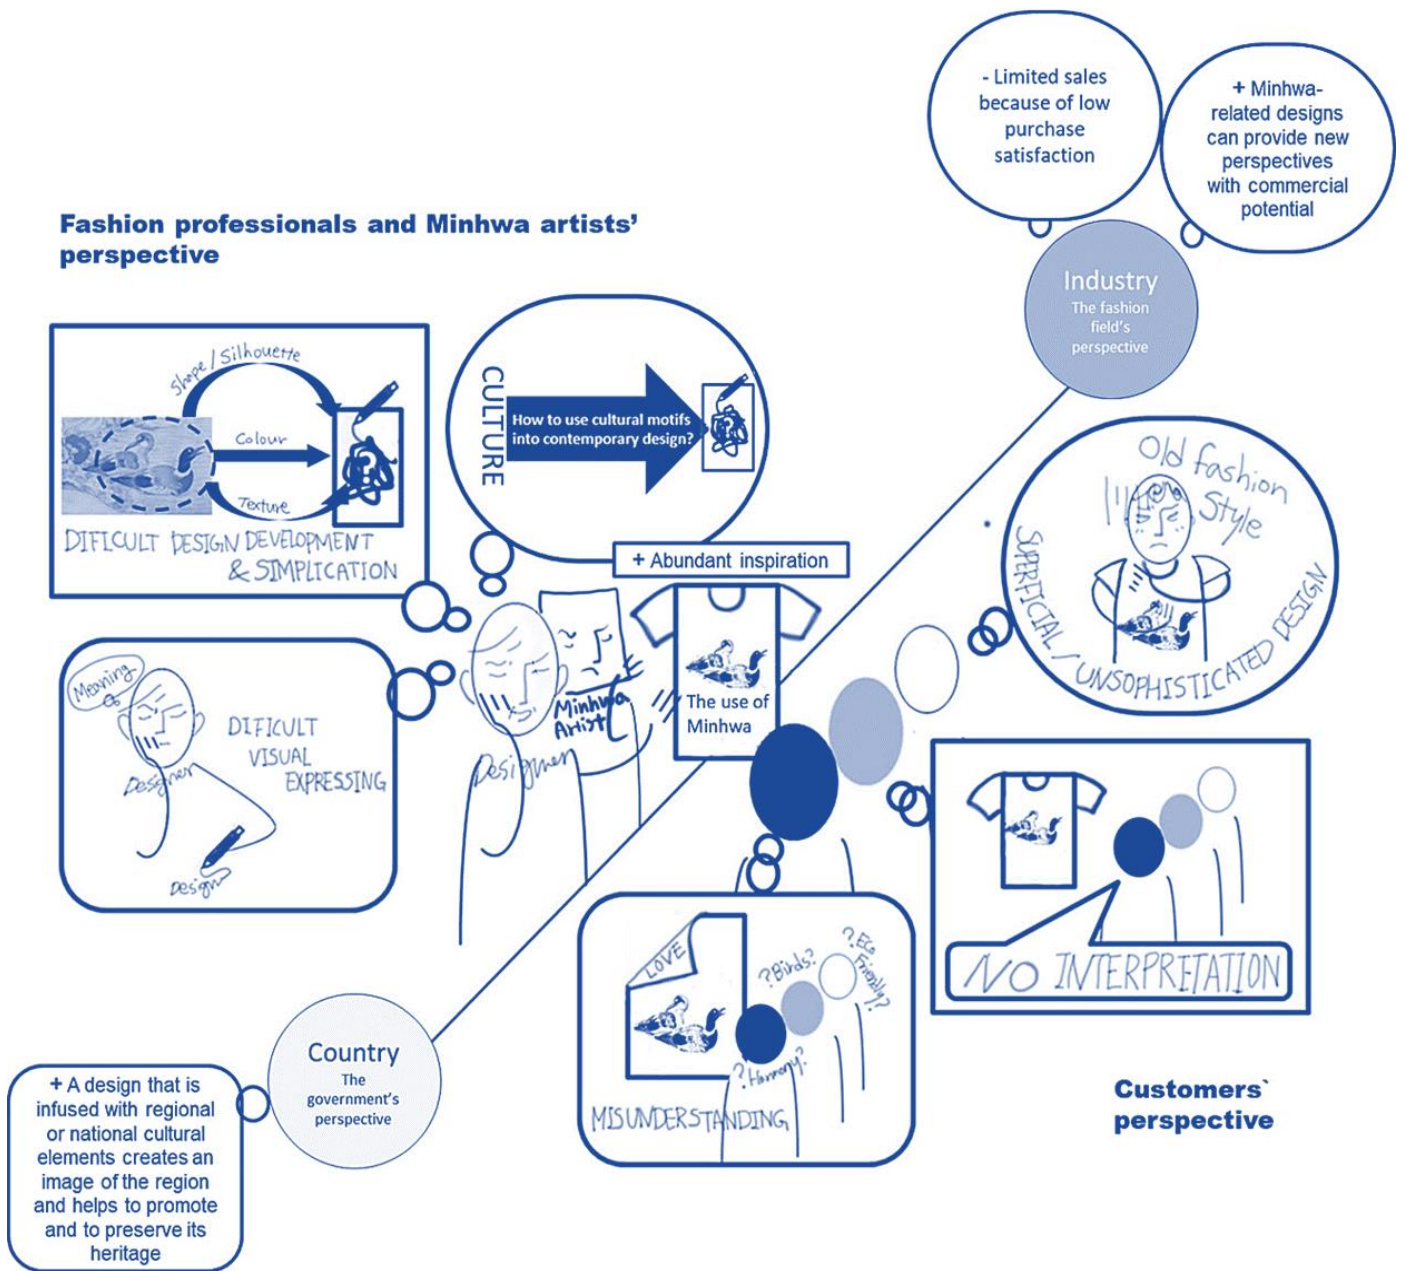 - Limited sales
because of low
purchase
satisfaction
+ Minhwa-
related designs
can provide new
perspectives
with commercial
potential
Industry
The fashion
field's
perspective
Fashion professionals and Minhwa artists'
perspective
Shape/Silhouette
Colour
Texture
DIFICULT DESIGN DEVELOPMENT
& SIMPLICATION
CULTURE
How to use cultural motifs
into contemporary design?
+ Abundant inspiration
The use of
Minhwa
Minhwa
Artist
Designer
Meaning
Designer
DIFICULT
VISUAL
EXPRESSING
Design
Old fashion
Style
SUPERFICIAL/UNSOPHISTICATED DESIGN
NO INTERPRETATION
LOVE
?Birds?
?Eco
Friendly?
?Harmony?
MISUNDERSTANDING
Customers`
perspective
Country
The
government's
perspective
+ A design that is
infused with regional
or national cultural
elements creates an
image of the region
and helps to promote
and to preserve its
heritage